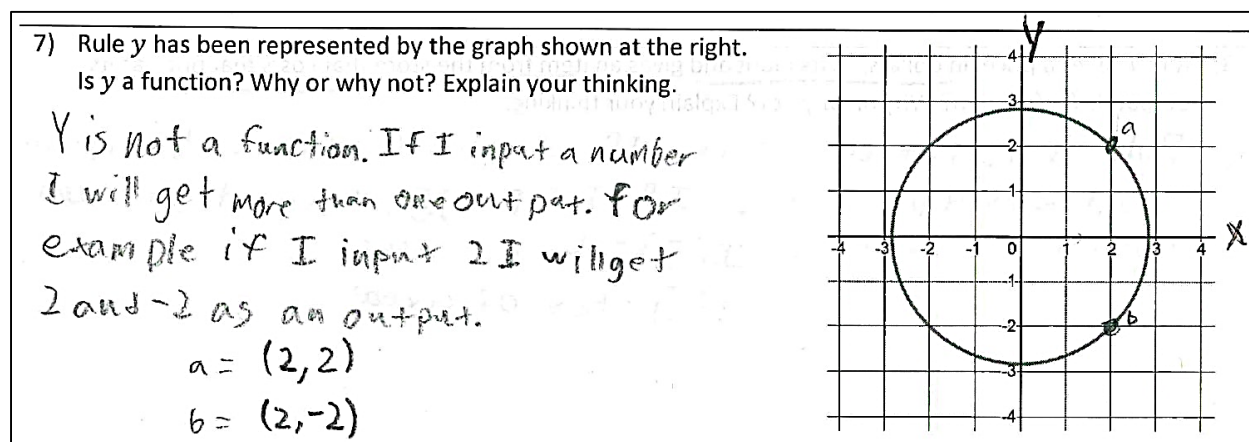 7) Rule y has been represented by the graph shown at the right.
Is y a function? Why or why not? Explain your thinking.
Y is not a function. If I input a number
I will get more than one output. for
example if I input 2 I will get
2 and -2 as an output.
a = (2,2)
b = (2,-2)
Y
4
3
a
2
1
-4 -3 -2 -1 0 1 2 3 4 X
-1
-2 b
-3
-4